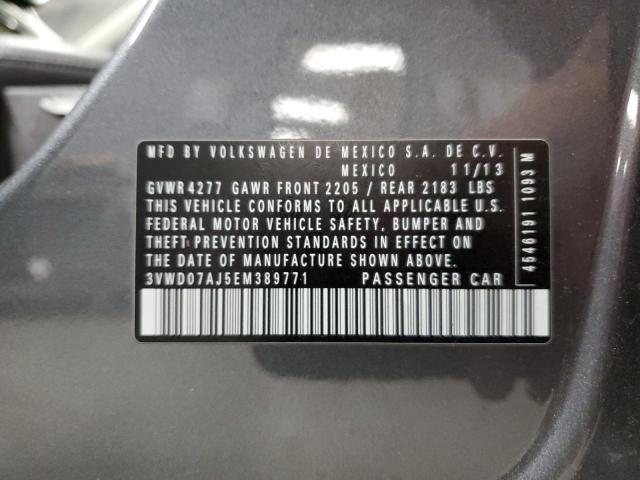 MFD BY VOLKSWAGEN DE MEXICO S.A. DE C.V.
MEXICO 11/13
GVWR 4277 GAWR FRONT 2205 / REAR 2183 LBS
THIS VEHICLE CONFORMS TO ALL APPLICABLE U.S.
FEDERAL MOTOR VEHICLE SAFETY, BUMPER AND
THEFT PREVENTION STANDARDS IN EFFECT ON
THE DATE OF MANUFACTURE SHOWN ABOVE.
3VWD07AJ5EM389771 PASSENGER CAR
4546191 1093 M